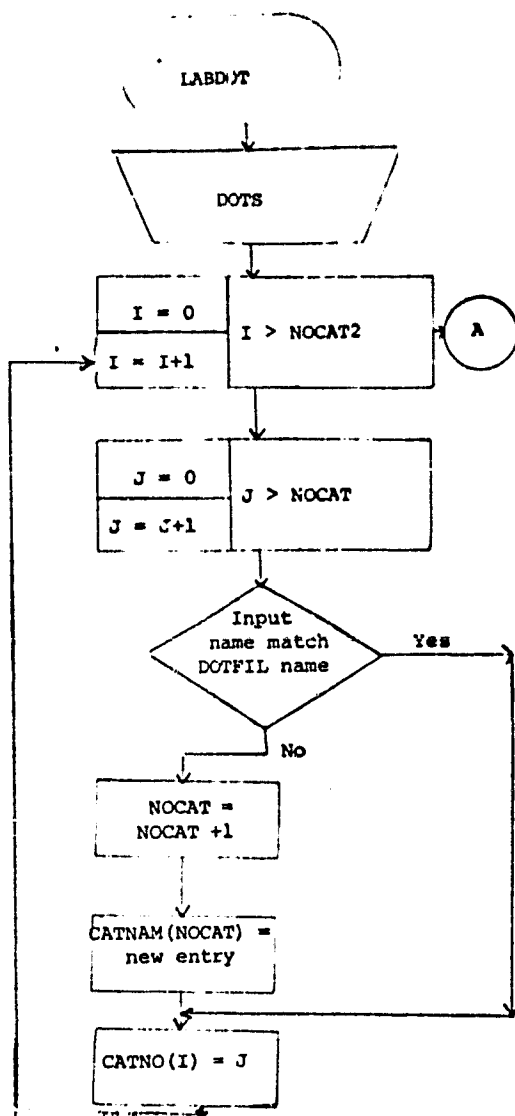 LABDOT
DOTS
I = 0
I > NOCAT2
A
I = I+1
J = 0
J > NOCAT
J = J+1
Input
name match
DOTFIL name
Yes
No
NOCAT =
NOCAT +1
CATNAM(NOCAT) =
new entry
CATNO(I) = J